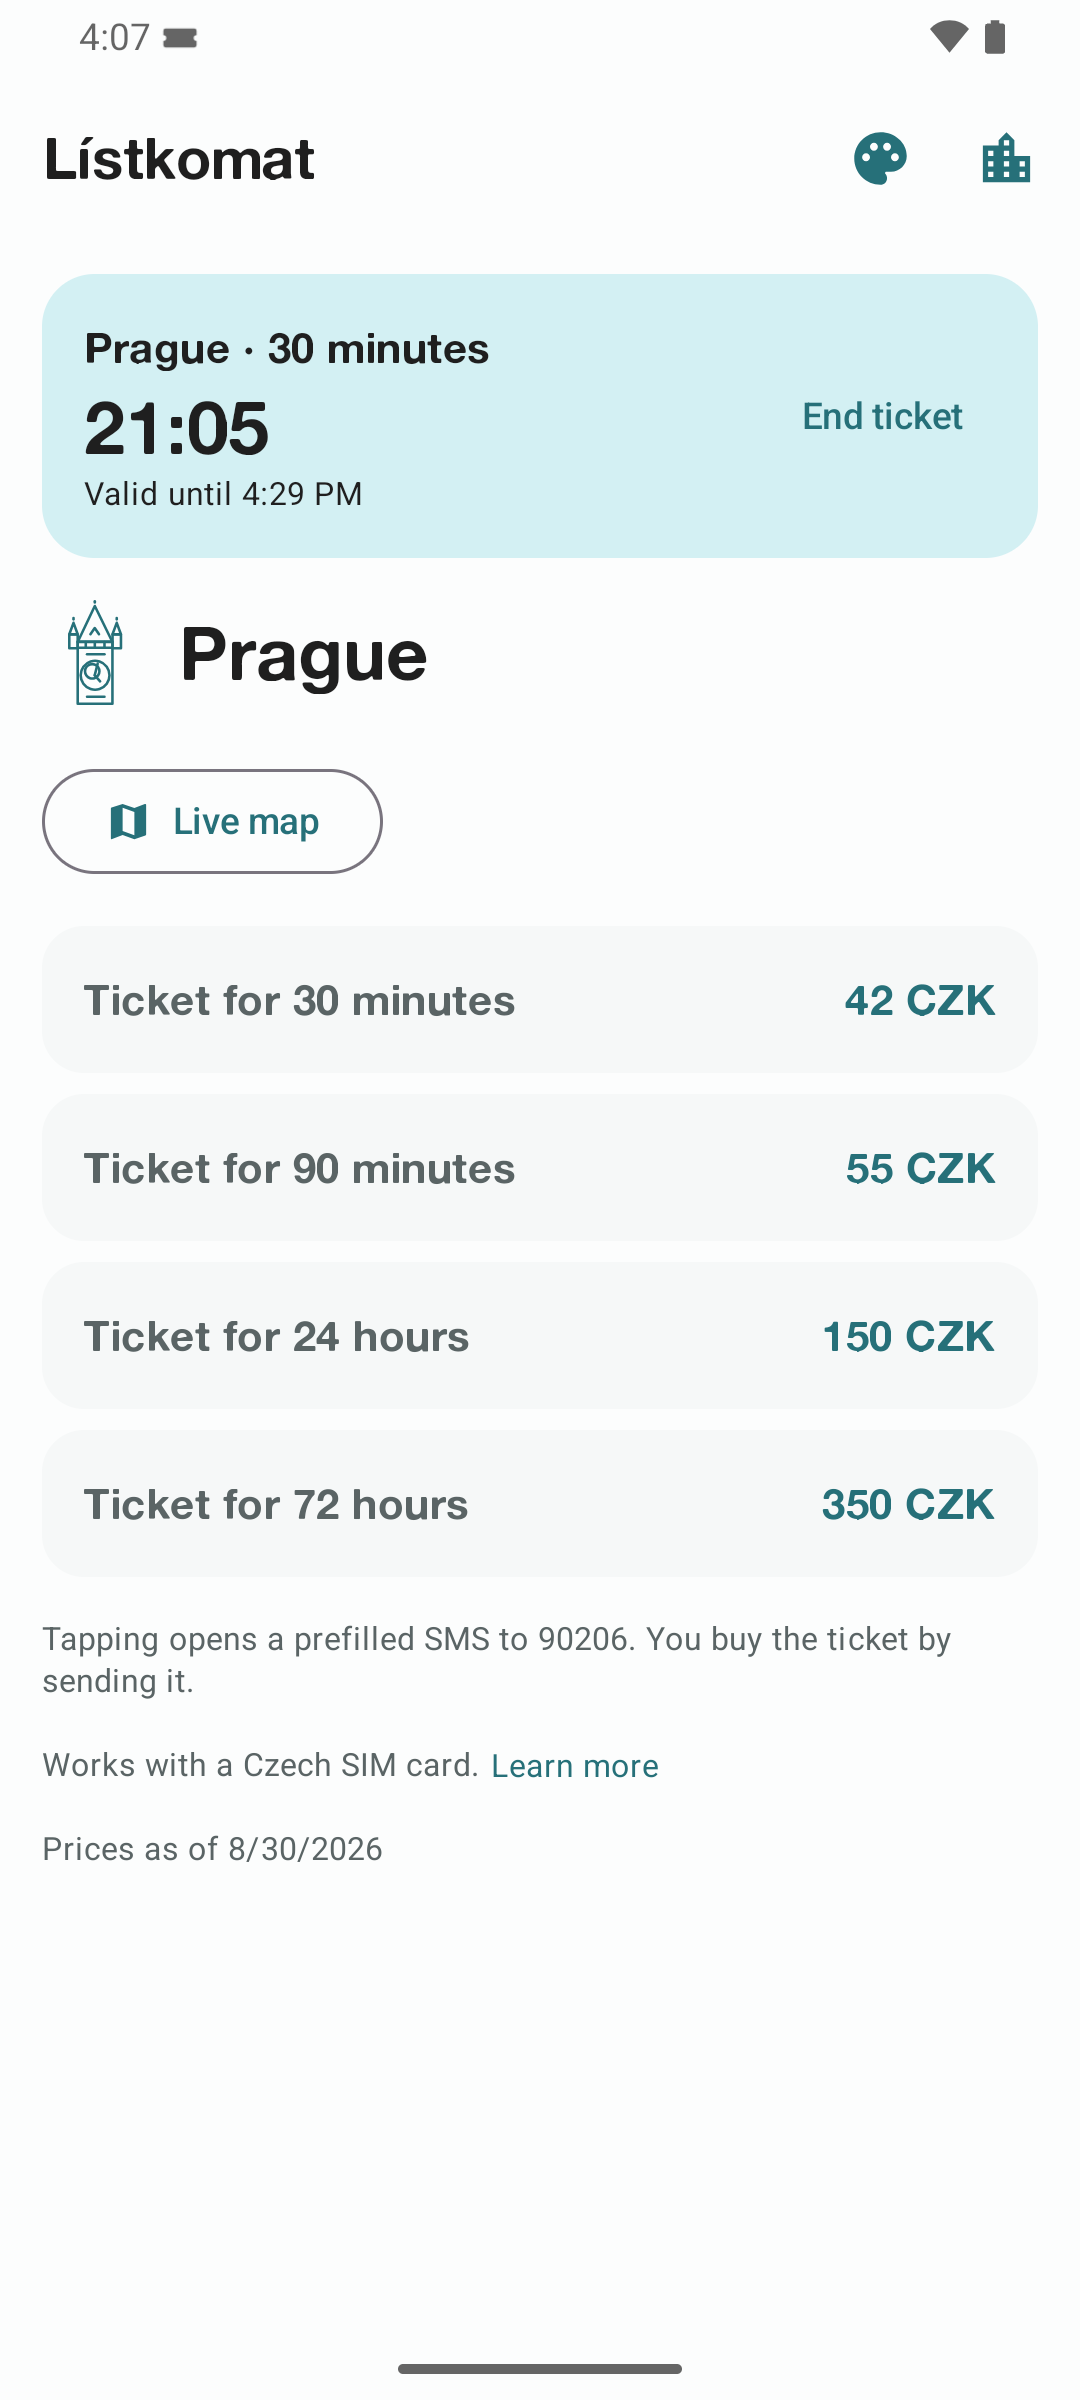 4:07
Lístkomat
Prague · 30 minutes
21:05
Valid until 4:29 PM
End ticket
Prague
Live map
Ticket for 30 minutes
42 CZK
Ticket for 90 minutes
55 CZK
Ticket for 24 hours
150 CZK
Ticket for 72 hours
350 CZK
Tapping opens a prefilled SMS to 90206. You buy the ticket by
sending it.
Works with a Czech SIM card. Learn more
Prices as of 8/30/2026